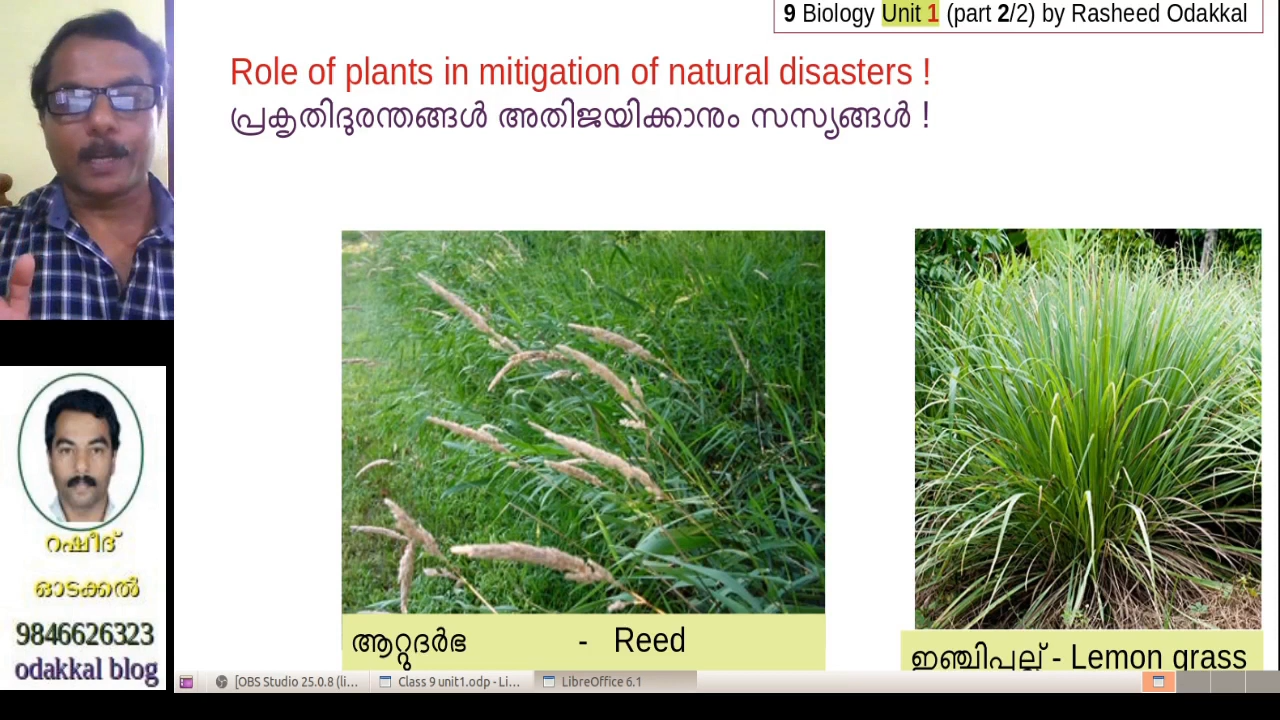 9 Biology Unit 1 (part 2/2) by Rasheed Odakkal
Role of plants in mitigation of natural disasters !
പ്രകൃതിദുരന്തങ്ങൾ അതിജയിക്കാനും സസ്യങ്ങൾ !
ആറ്റുദർഭ - Reed
ഇഞ്ചിപുല്ല് - Lemon grass
റഷീദ്
ഓടക്കൽ
9846626323
odakkal blog
[OBS Studio 25.0.8 (li... Class 9 unit1.odp - Li... LibreOffice 6.1